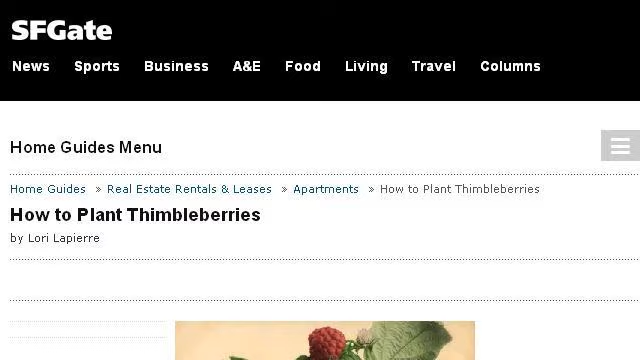 SFGate
News Sports Business A&E Food Living Travel Columns
Home Guides Menu
Home Guides » Real Estate Rentals & Leases » Apartments » How to Plant Thimbleberries
How to Plant Thimbleberries
by Lori Lapierre